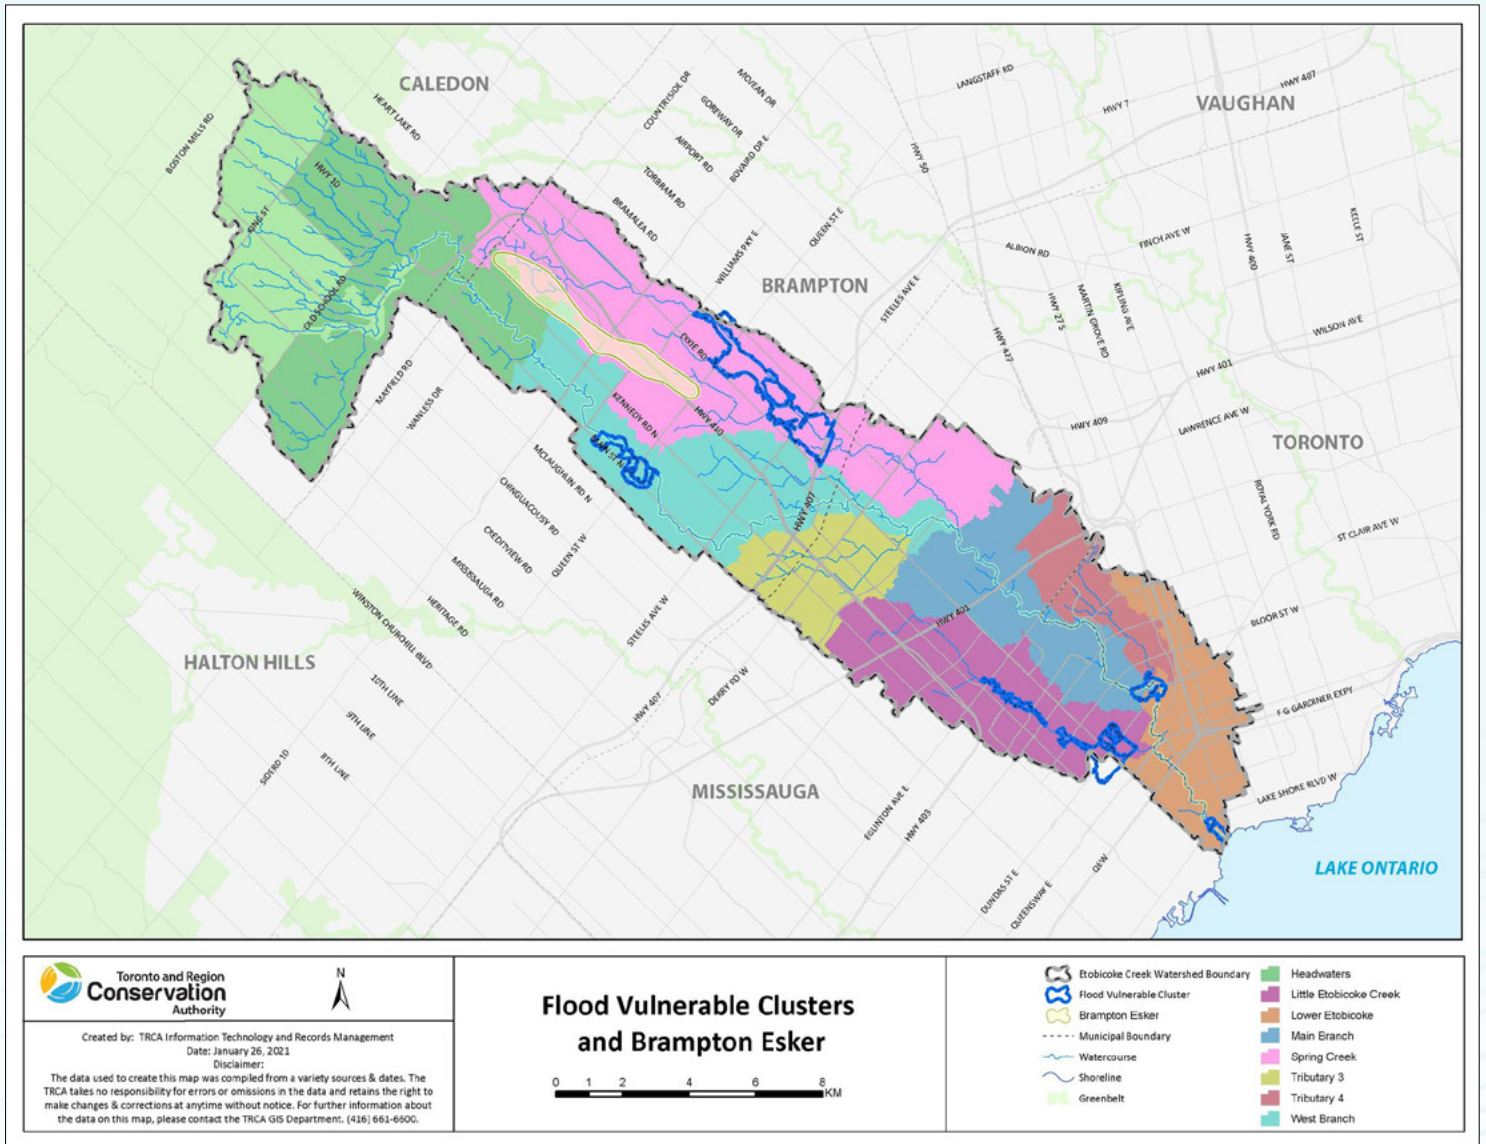 CALEDON
VAUGHAN
BRAMPTON
TORONTO
HALTON HILLS
MISSISSAUGA
LAKE ONTARIO
BOSTON MILLS RD
HEART LAKE RD
HWY 10
KING ST
OLD SCHOOL RD
MAYFIELD RD
WANLESS DR
COUNTRYSIDE DR
MCVEAN DR
GOREWAY DR
AIRPORT RD
BOVAIRD DR E
TORBRAM RD
BRAMALEA RD
WILLIAMS PKY E
QUEEN ST E
STEELES AVE E
LANGSTAFF RD
HWY 7
HWY 407
HWY 50
ALBION RD
FINCH AVE W
HWY 400
JANE ST
KEELE ST
HWY 27 S
MARTIN GROVE RD
KIPLING AVE
WILSON AVE
HWY 427
HWY 401
HWY 409
LAWRENCE AVE W
ROYAL YORK RD
ST CLAIR AVE W
BLOOR ST W
F G GARDINER EXPY
LAKE SHORE BLVD W
DIXIE RD
KENNEDY RD N
HWY 410
MAIN ST N
HWY 407
HWY 401
MCLAUGHLIN RD N
CHINGUACOUSY RD
CREDITVIEW RD
QUEEN ST W
MISSISSAUGA RD
HERITAGE RD
WINSTON CHURCHILL BLVD
STEELES AVE W
10TH LINE
9TH LINE
8TH LINE
SIDERD 10
HWY 407
DERRY RD W
EGLINTON AVE E
HWY 403
DUNDAS ST E
QUEENSWAY E
QEW
Toronto and Region
Conservation
Authority
N
Created by: TRCA Information Technology and Records Management
Date: January 26, 2021
Disclaimer:
The data used to create this map was compiled from a variety sources & dates. The
TRCA takes no responsibility for errors or omissions in the data and retains the right to
make changes & corrections at anytime without notice. For further information about
the data on this map, please contact the TRCA GIS Department. (416) 661-6600.
Flood Vulnerable Clusters
and Brampton Esker
0 1 2 4 6 8
KM
Etobicoke Creek Watershed Boundary
Flood Vulnerable Cluster
Brampton Esker
Municipal Boundary
Watercourse
Shoreline
Greenbelt
Headwaters
Little Etobicoke Creek
Lower Etobicoke
Main Branch
Spring Creek
Tributary 3
Tributary 4
West Branch